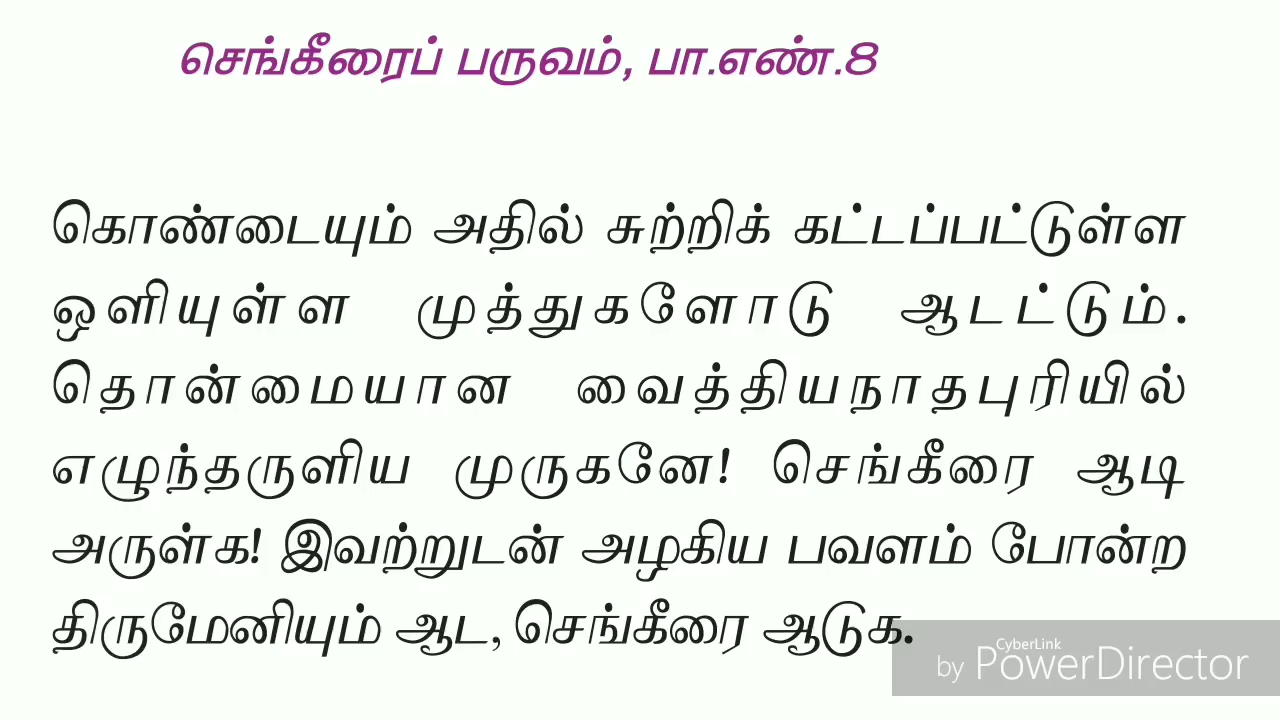 செங்கீரைப் பருவம், பா.எண்.8
கொண்டையும் அதில் சுற்றிக் கட்டப்பட்டுள்ள
ஒளியுள்ள முத்துகளோடு ஆடட்டும்.
தொன்மையான வைத்தியநாதபுரியில்
எழுந்தருளிய முருகனே! செங்கீரை ஆடி
அருள்க! இவற்றுடன் அழகிய பவளம் போன்ற
திருமேனியும் ஆட, செங்கீரை ஆடுக.
CyberLink
by PowerDirector